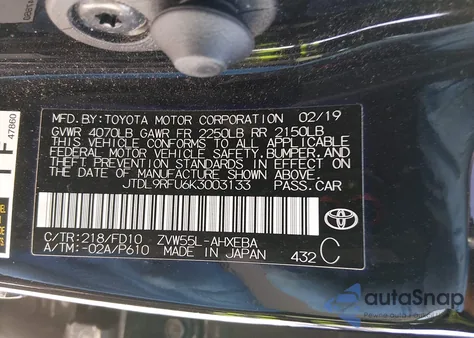 47860
MFD. BY: TOYOTA MOTOR CORPORATION 02/19
GVWR 4070LB GAWR FR 2250LB RR 2150LB
THIS VEHICLE CONFORMS TO ALL APPLICABLE
FEDERAL MOTOR VEHICLE SAFETY, BUMPER, AND
THEFT PREVENTION STANDARDS IN EFFECT ON
THE DATE OF MANUFACTURE SHOWN ABOVE.
JTDL9RFU6K3003133 PASS.CAR
C/TR:218/FD10 ZVW55L-AHXEBA
A/TM:-02A/P610 MADE IN JAPAN 432 C
TOYOTA
autoSnap